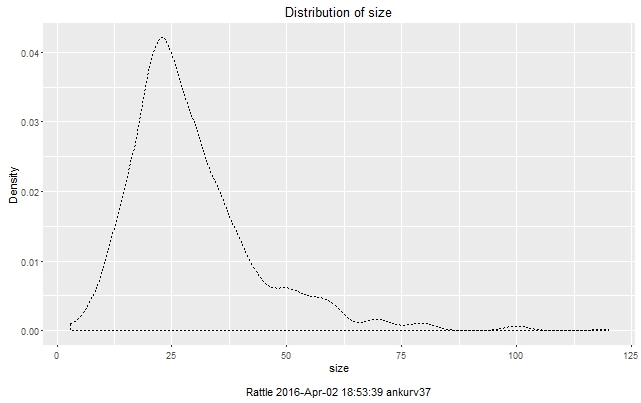 Distribution of size
Density
0.04
0.03
0.02
0.01
0.00
0 25 50 75 100 125
size
Rattle 2016-Apr-02 18:53:39 ankurv37